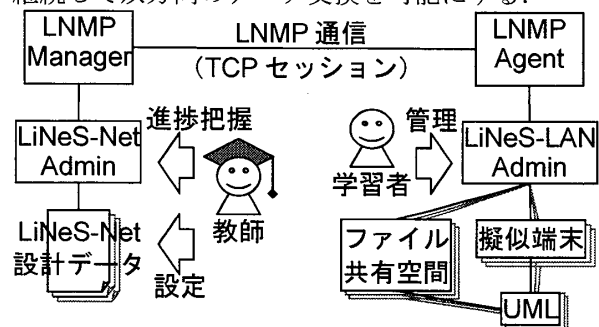 継続して双方向のデータ交換を可能にする.
LNMP
Manager
LNMP 通信
(TCP セッション)
LNMP
Agent
LiNeS-Net
Admin
進捗把握
教師
設定
LiNeS-Net
設計データ
学習者
管理
LiNeS-LAN
Admin
ファイル
共有空間
擬似端末
UML